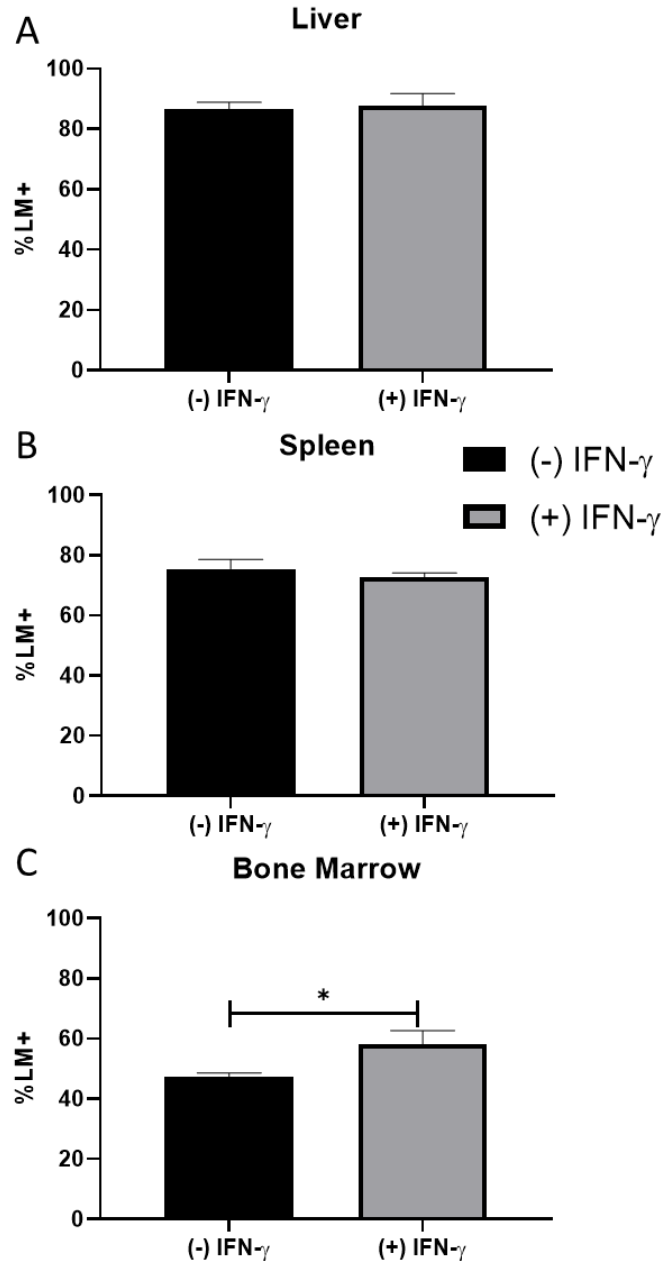 A
Liver
100
80
60
40
20
0
%LM+
(-) IFN-γ
(+) IFN-γ
B
Spleen
(-) IFN-γ
(+) IFN-γ
100
80
60
40
20
0
%LM+
(-) IFN-γ
(+) IFN-γ
C
Bone Marrow
100
80
60
40
20
0
%LM+
*
(-) IFN-γ
(+) IFN-γ